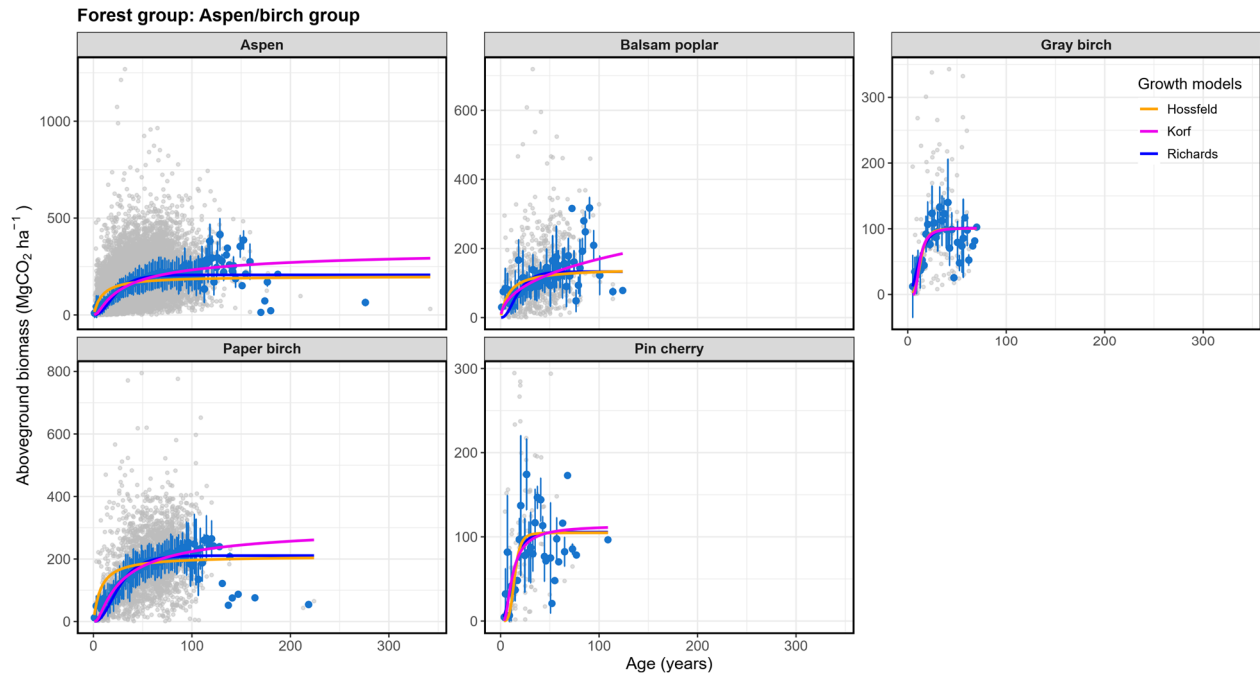 Forest group: Aspen/birch group
Aspen
Balsam poplar
Gray birch
1000
500
0
600
400
200
0
300
200
100
0
0
100
200
300
Growth models
Hossfeld
Korf
Richards
Aboveground biomass (MgCO₂ ha⁻¹)
Paper birch
Pin cherry
800
600
400
200
0
300
200
100
0
0
100
200
300
0
100
200
300
Age (years)